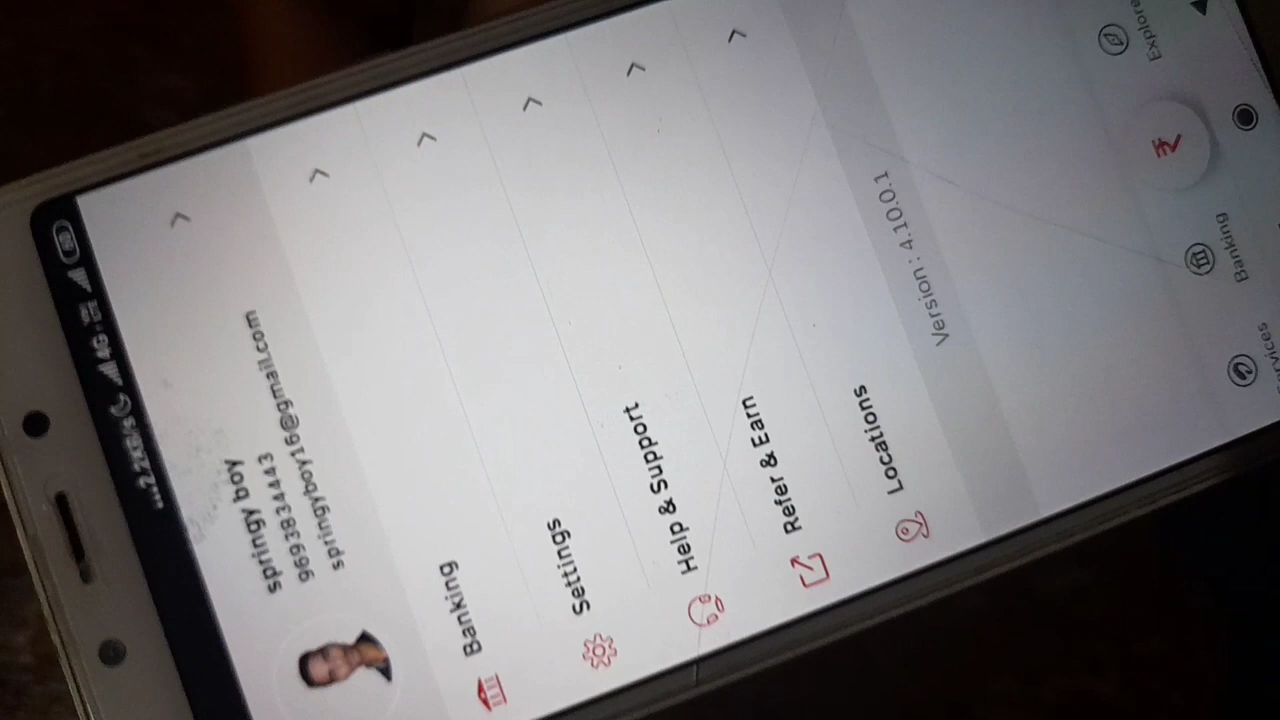 springy boy
9693834443
springyboy16@gmail.com
Banking
Settings
Help & Support
Refer & Earn
Locations
Version : 4.10.0.1
Banking
₹
Explore